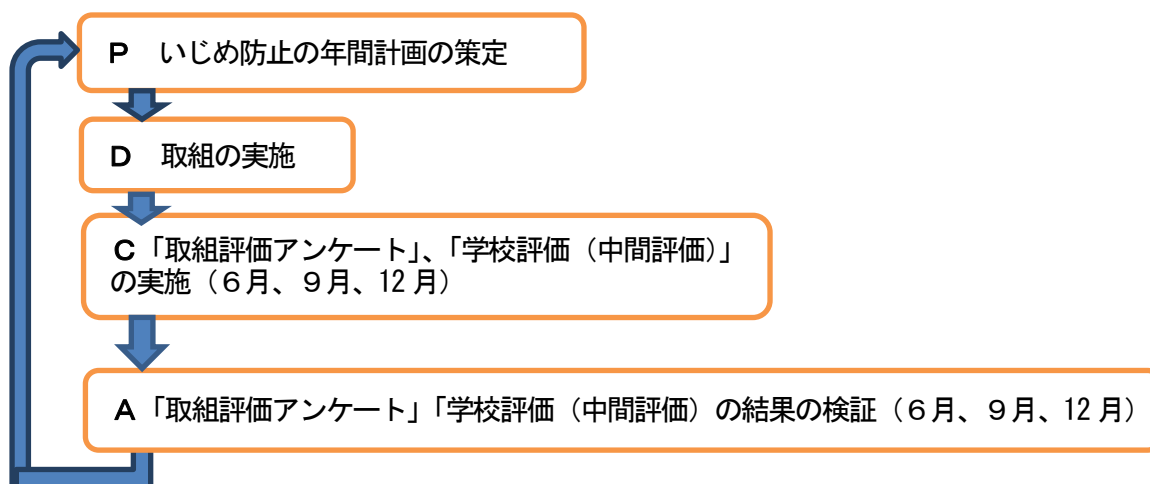 P いじめ防止の年間計画の策定
D 取組の実施
C「取組評価アンケート」、「学校評価（中間評価）」
の実施（６月、９月、12 月）
A「取組評価アンケート」「学校評価（中間評価）の結果の検証（６月、９月、12 月）